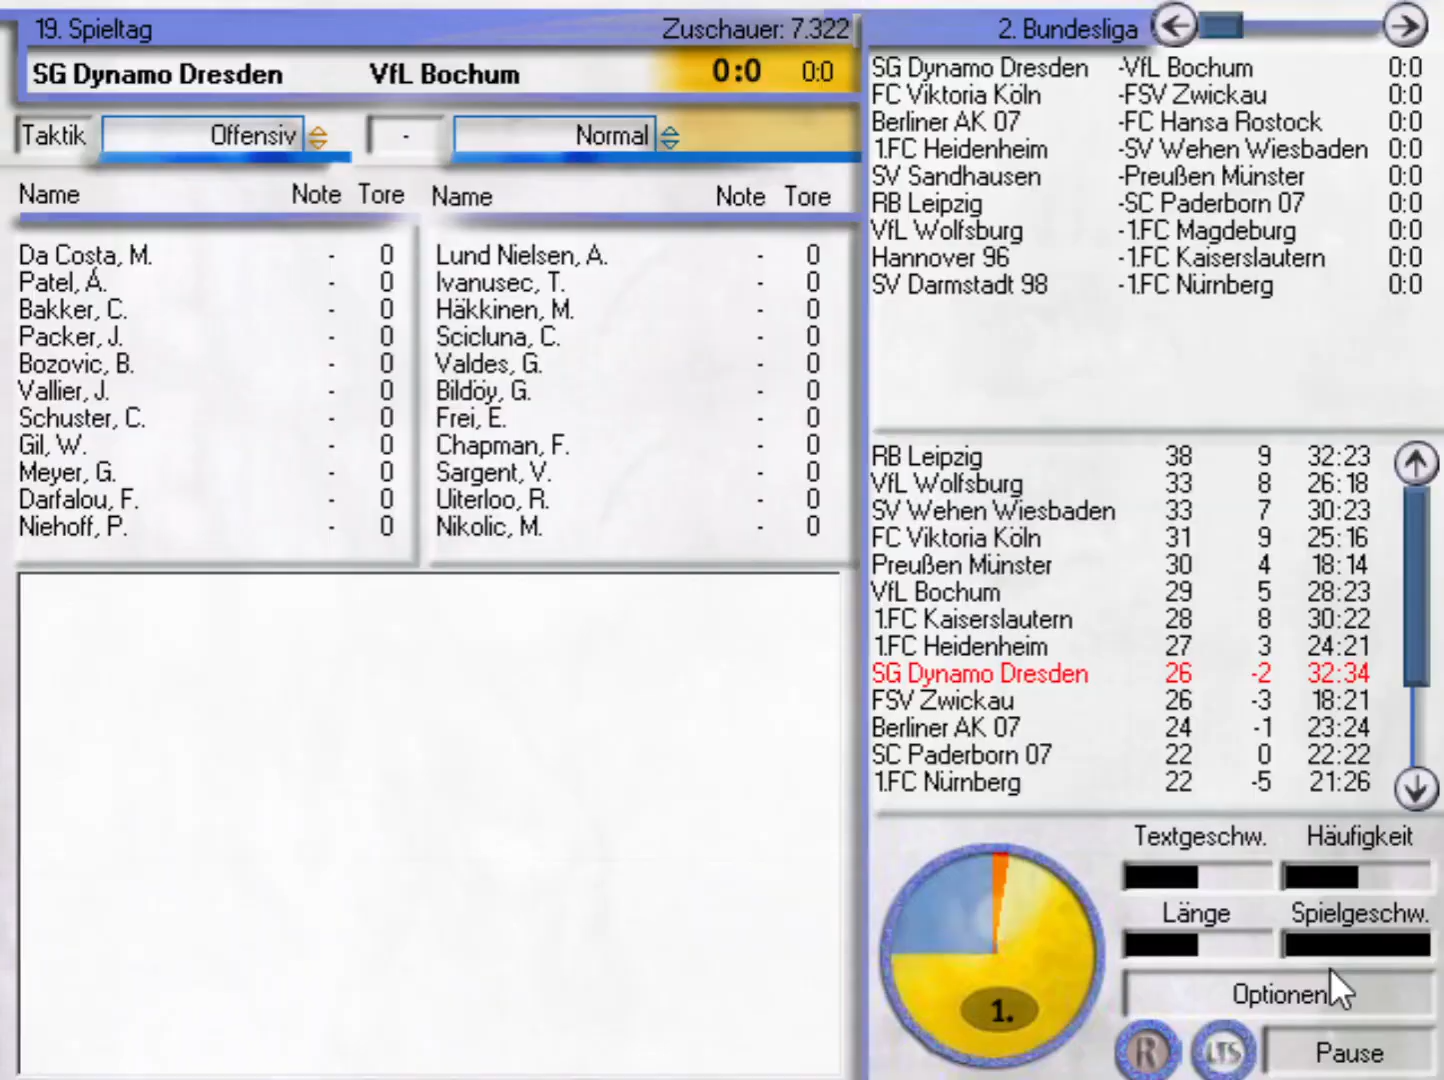 19. Spieltag Zuschauer: 7.322
SG Dynamo Dresden VfL Bochum 0:0 0:0
Taktik Offensiv - Normal
Name Note Tore Name Note Tore
Da Costa, M. - 0 Lund Nielsen, A. - 0
Patel, Á. - 0 Ivanusec, T. - 0
Bakker, C. - 0 Häkkinen, M. - 0
Packer, J. - 0 Scicluna, C. - 0
Bozovic, B. - 0 Valdes, G. - 0
Vallier, J. - 0 Bildöy, G. - 0
Schuster, C. - 0 Frei, E. - 0
Gil, W. - 0 Chapman, F. - 0
Meyer, G. - 0 Sargent, V. - 0
Darfalou, F. - 0 Uiterloo, R. - 0
Niehoff, P. - 0 Nikolic, M. - 0
2. Bundesliga
SG Dynamo Dresden -VfL Bochum 0:0
FC Viktoria Köln -FSV Zwickau 0:0
Berliner AK 07 -FC Hansa Rostock 0:0
1.FC Heidenheim -SV Wehen Wiesbaden 0:0
SV Sandhausen -Preußen Münster 0:0
RB Leipzig -SC Paderborn 07 0:0
VfL Wolfsburg -1.FC Magdeburg 0:0
Hannover 96 -1.FC Kaiserslautern 0:0
SV Darmstadt 98 -1.FC Nürnberg 0:0
RB Leipzig 38 9 32:23
VfL Wolfsburg 33 8 26:18
SV Wehen Wiesbaden 33 7 30:23
FC Viktoria Köln 31 9 25:16
Preußen Münster 30 4 18:14
VfL Bochum 29 5 28:23
1.FC Kaiserslautern 28 8 30:22
1.FC Heidenheim 27 3 24:21
SG Dynamo Dresden 26 -2 32:34
FSV Zwickau 26 -3 18:21
Berliner AK 07 24 -1 23:24
SC Paderborn 07 22 0 22:22
1.FC Nürnberg 22 -5 21:26
Textgeschw. Häufigkeit
Länge Spielgeschw.
Optionen
1.
R LTS Pause